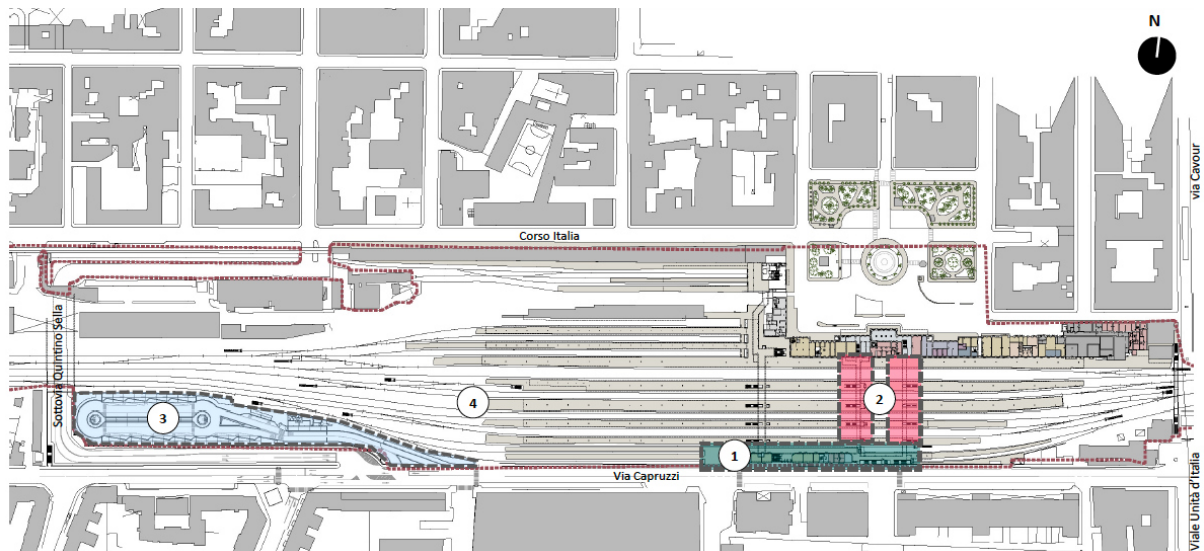 N
via Cavour
Corso Italia
Sottovia Quintino Sella
3
4
2
1
Via Capruzzi
Viale Unità d'Italia